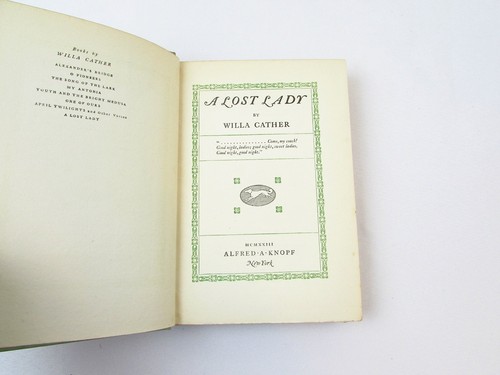 Books by
WILLA CATHER
ALEXANDER'S BRIDGE
O PIONEERS!
THE SONG OF THE LARK
MY ANTONIA
YOUTH AND THE BRIGHT MEDUSA
ONE OF OURS
APRIL TWILIGHTS and Other Verses
A LOST LADY
A LOST LADY
BY
WILLA CATHER
“ . . . . . . . . . . . . . . . Come, my coach!
Good night, ladies; good night, sweet ladies,
Good night, good night.”
MCMXXIII
ALFRED · A · KNOPF
New York